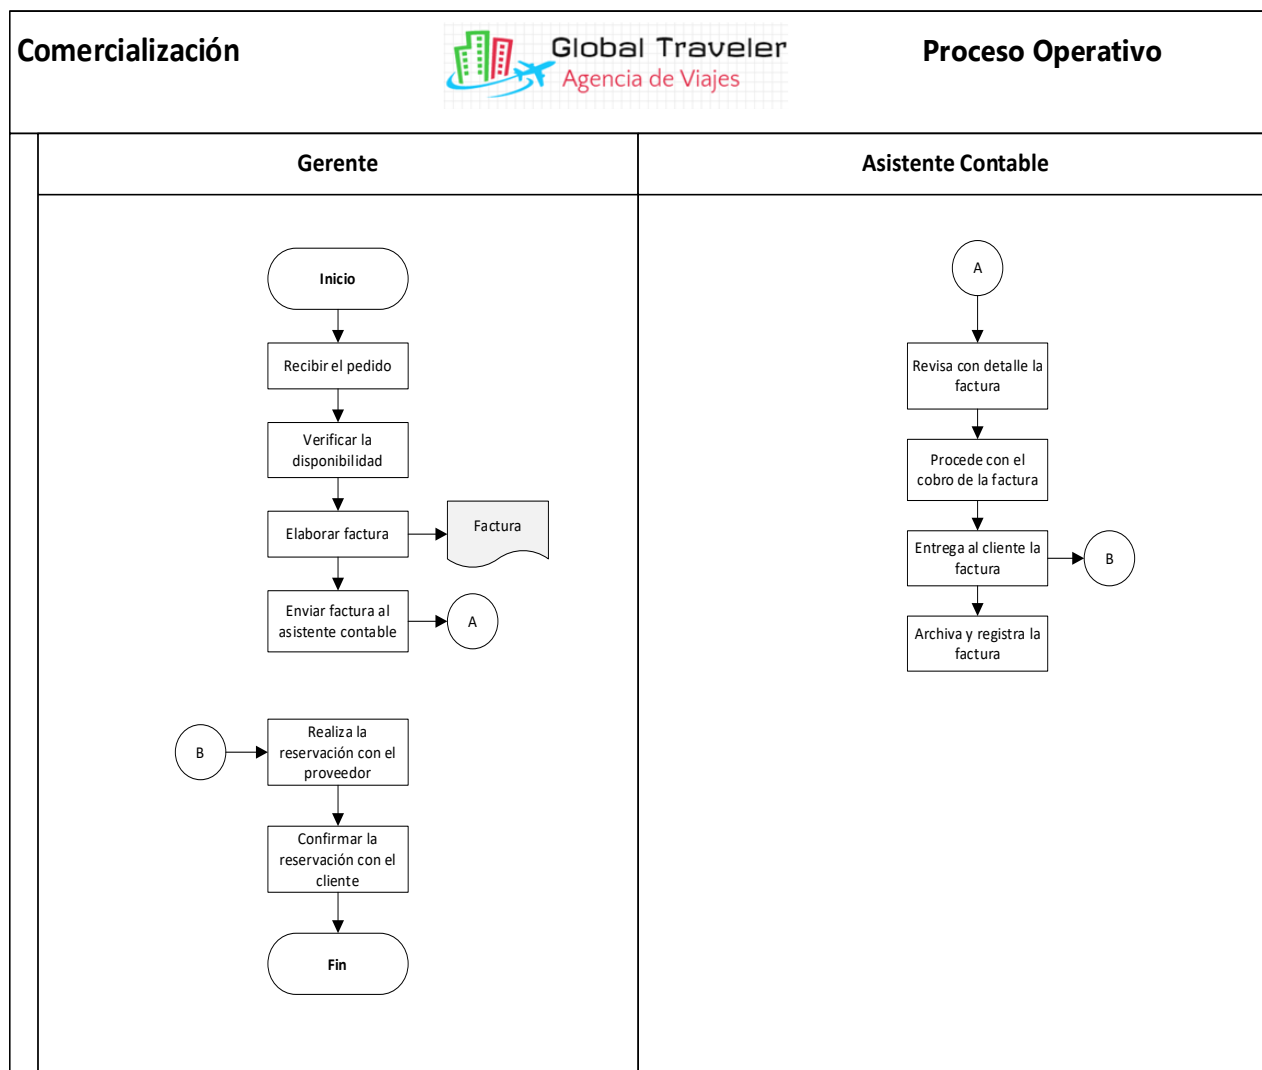 Comercialización
Global Traveler
Agencia de Viajes
Proceso Operativo
Gerente
Asistente Contable
Inicio
Recibir el pedido
Verificar la
disponibilidad
Elaborar factura
Factura
Enviar factura al
asistente contable
A
B
Realiza la
reservación con el
proveedor
Confirmar la
reservación con el
cliente
Fin
A
Revisa con detalle la
factura
Procede con el
cobro de la factura
Entrega al cliente la
factura
B
Archiva y registra la
factura